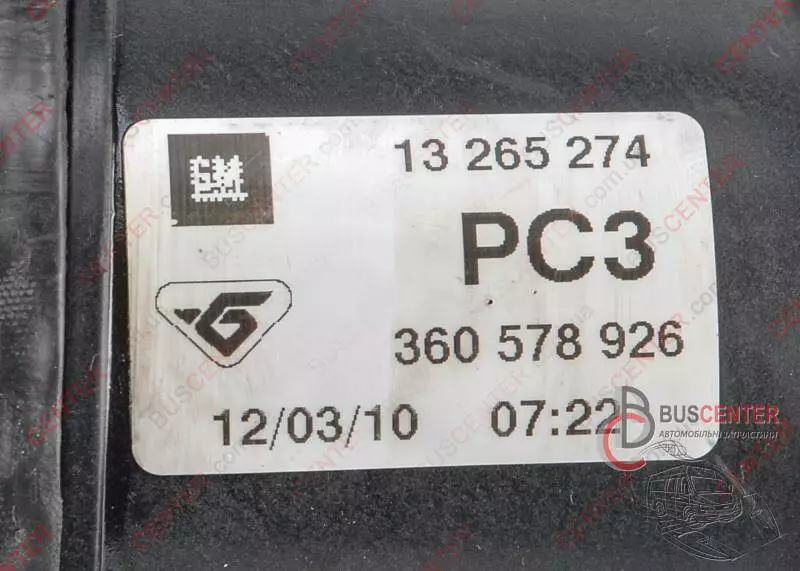 13 265 274
PC3
360 578 926
12/03/10 07:22
BUSCENTER
АВТОМОБІЛЬНІ ЗАПЧАСТИНИ